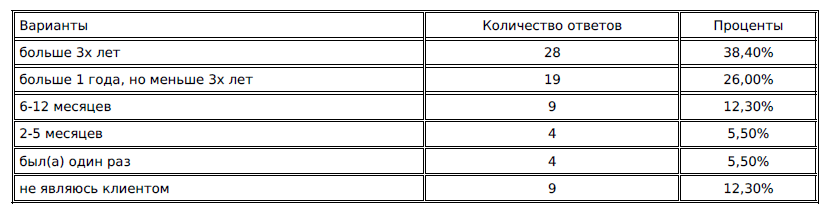 Варианты Количество ответов Проценты
больше 3х лет 28 38,40%
больше 1 года, но меньше 3х лет 19 26,00%
6-12 месяцев 9 12,30%
2-5 месяцев 4 5,50%
был(а) один раз 4 5,50%
не являюсь клиентом 9 12,30%